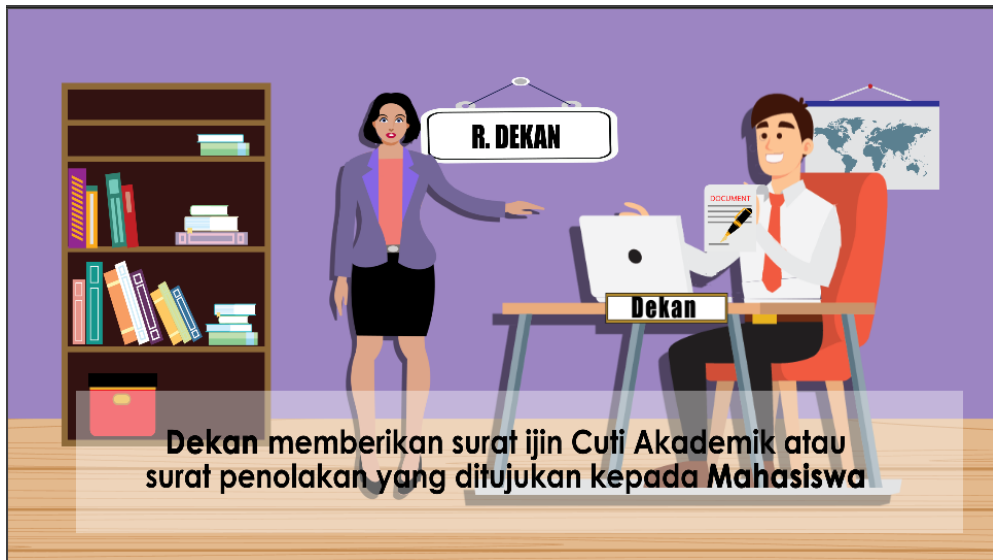 R. DEKAN
DOCUMENT
Dekan
Dekan memberikan surat ijin Cuti Akademik atau
surat penolakan yang ditujukan kepada Mahasiswa